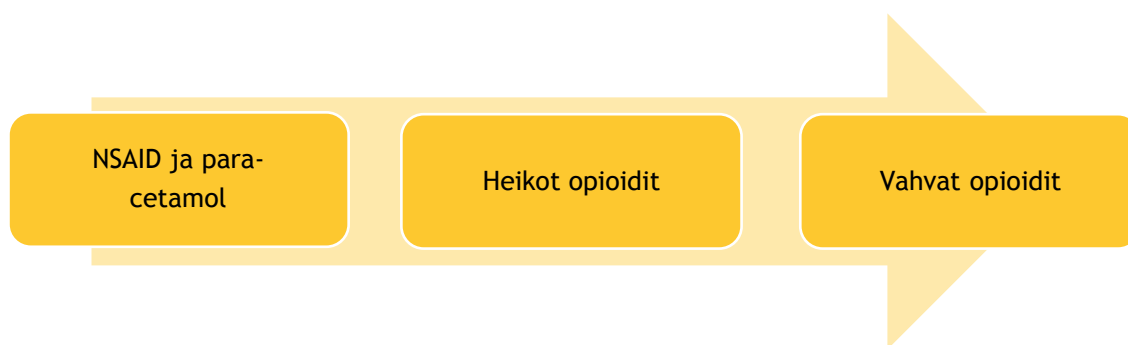 NSAID ja para-
cetamol
Heikot opioidit
Vahvat opioidit